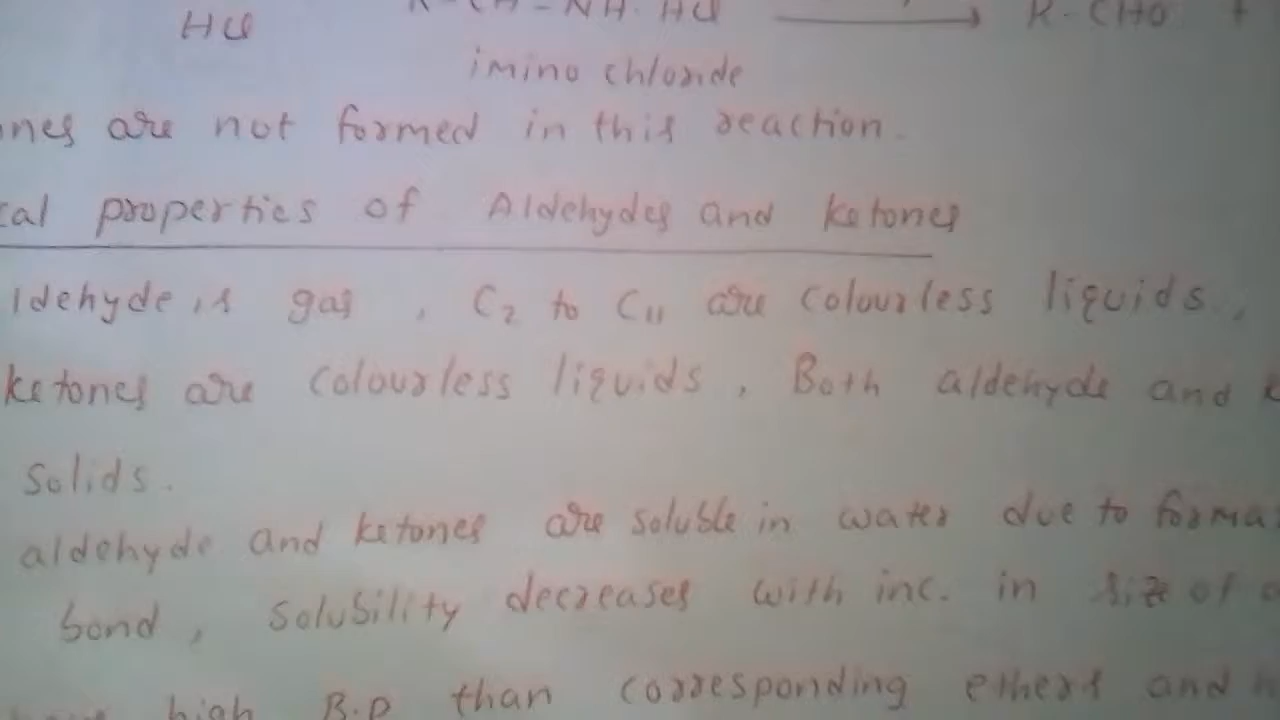 HCl R-CH-NH.HCl R-CHO +
imino chloride
ones are not formed in this reaction.
cal properties of Aldehydes and ketones
ldehyde is gas , C2 to C11 are colourless liquids. ,
ketones are colourless liquids , Both aldehyde and
solids.
aldehyde and ketones are soluble in water due to forma
bond , solubility decreases with inc. in size of
high B.p than corresponding ethers and